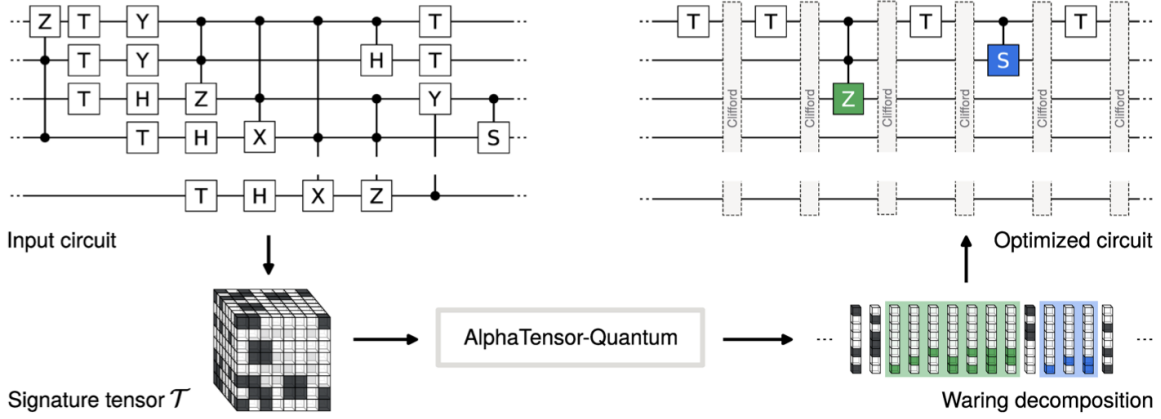 Z T Y T T Clifford T Clifford Clifford T Clifford Clifford T Clifford
T Y H T S
T H Z Y Z
T H X S
T H X Z
Input circuit Optimized circuit
AlphaTensor-Quantum
Signature tensor 𝒯 Waring decomposition